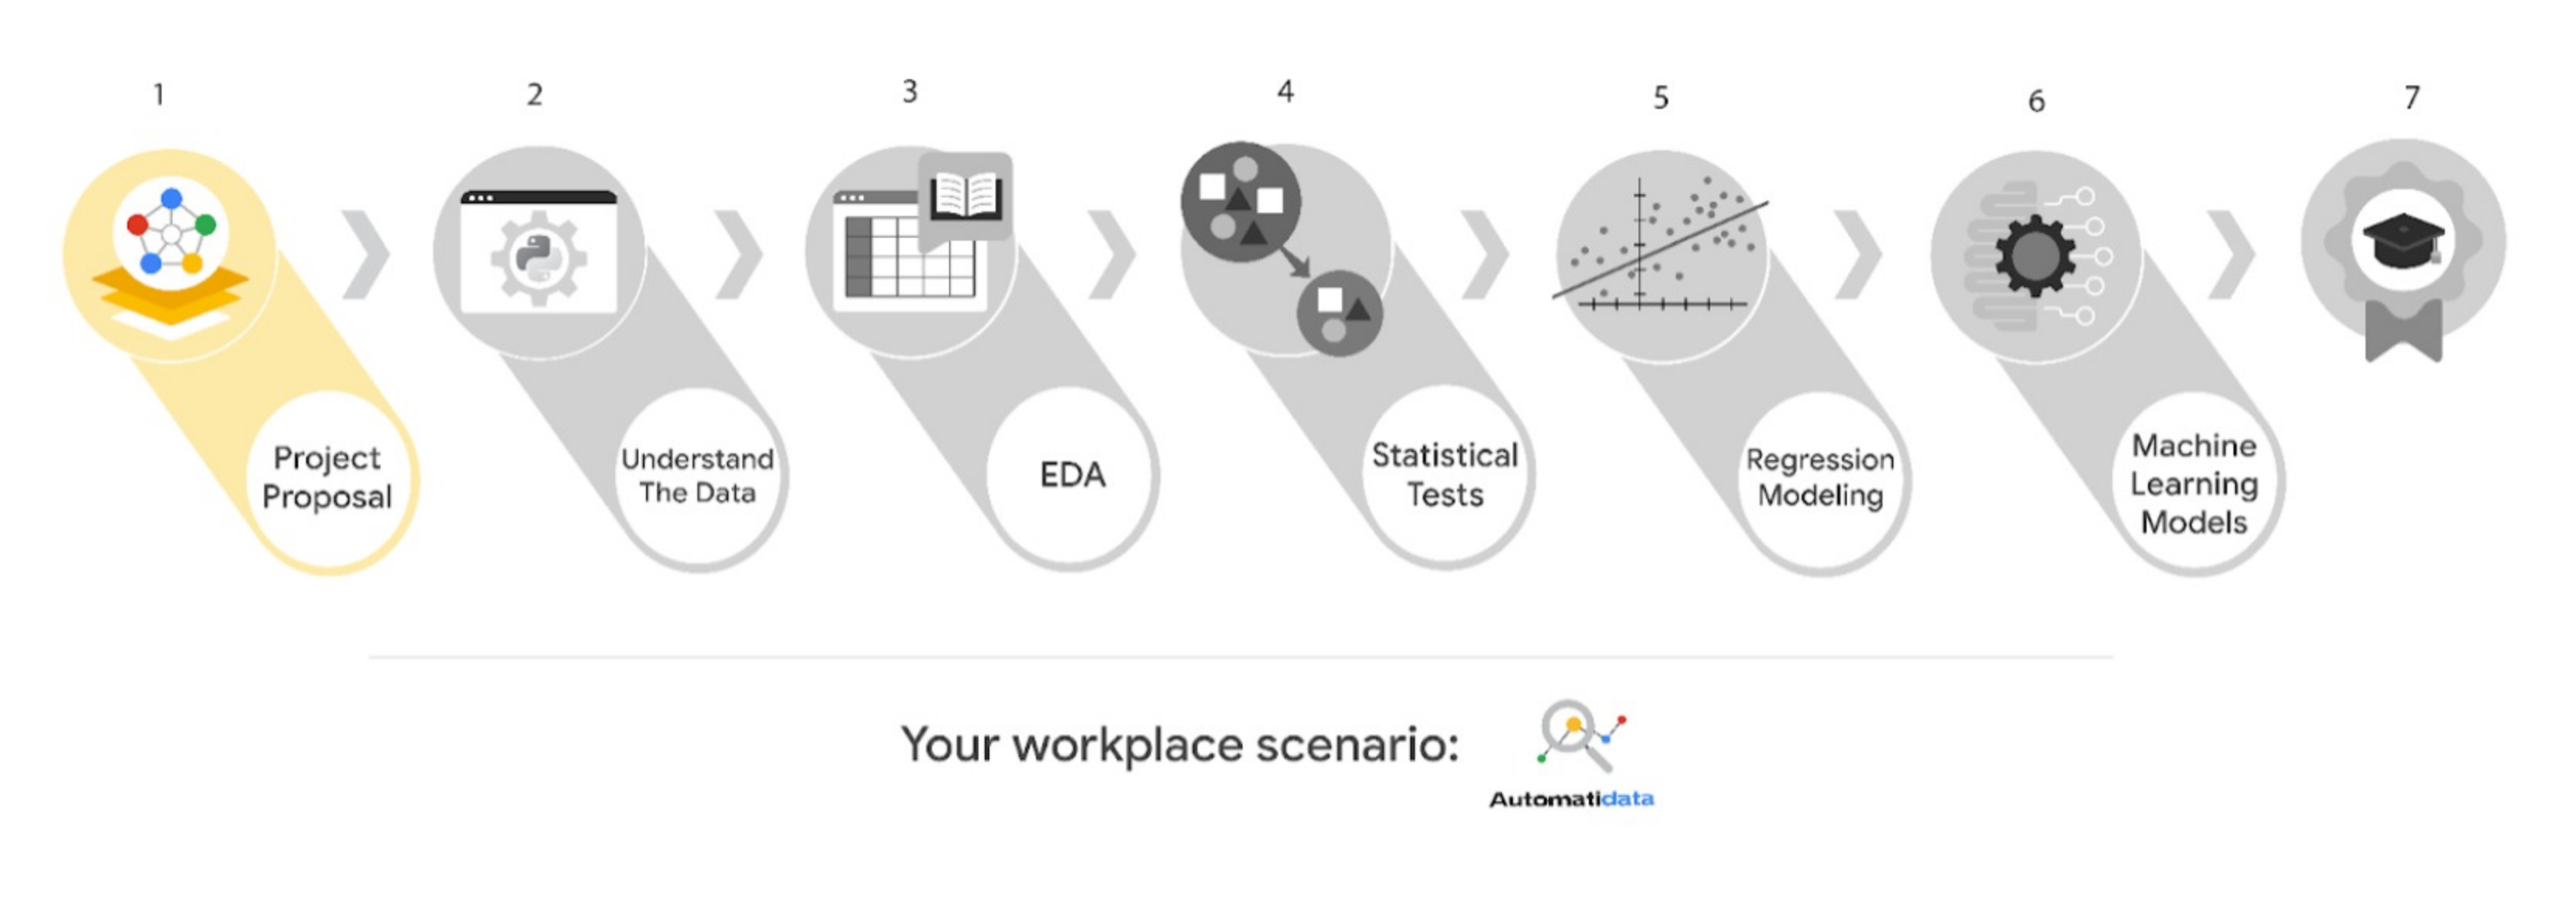 1
2
3
4
5
6
7
Project
Proposal
Understand
The Data
EDA
Statistical
Tests
Regression
Modeling
Machine
Learning
Models
Your workplace scenario:
Automatidata